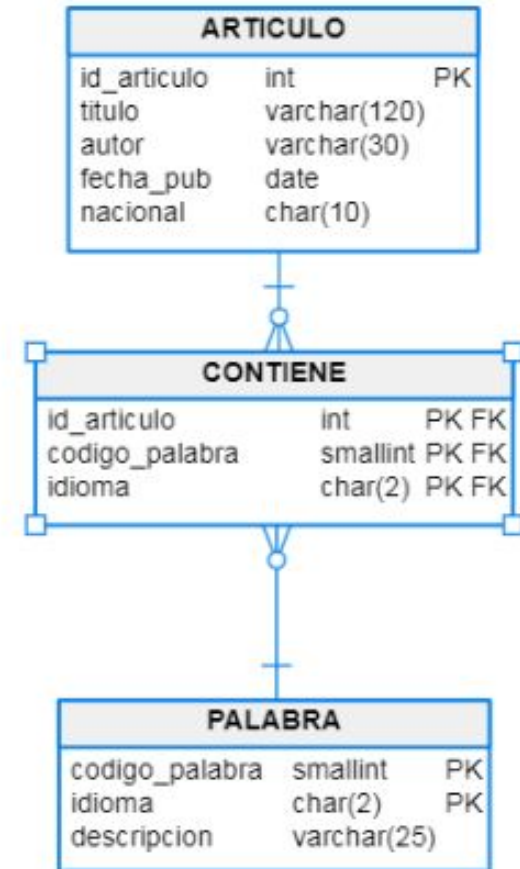 ARTICULO
id_articulo int PK
titulo varchar(120)
autor varchar(30)
fecha_pub date
nacional char(10)
CONTIENE
id_articulo int PK FK
codigo_palabra smallint PK FK
idioma char(2) PK FK
PALABRA
codigo_palabra smallint PK
idioma char(2) PK
descripcion varchar(25)